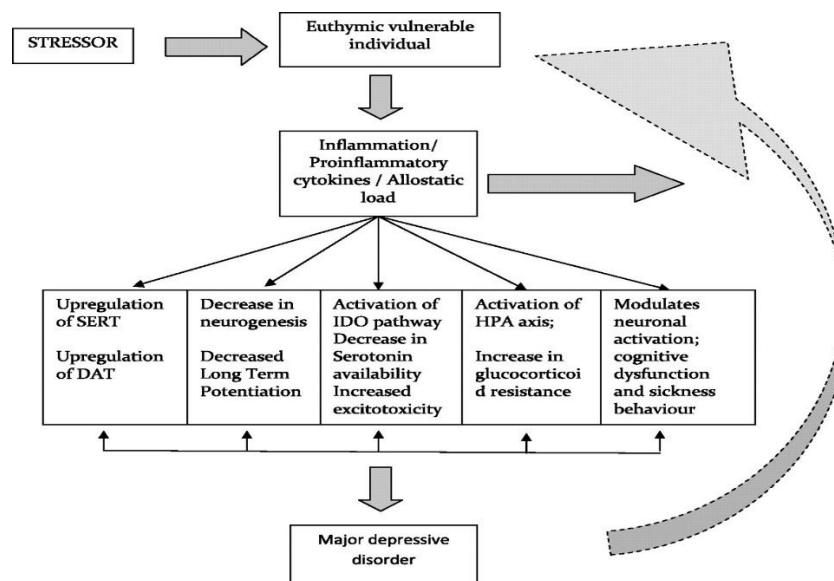 STRESSOR
Euthymic vulnerable
individual
Inflammation/
Proinflammatory
cytokines / Allostatic
load
Upregulation
of SERT
Upregulation
of DAT
Decrease in
neurogenesis
Decreased
Long Term
Potentiation
Activation of
IDO pathway
Decrease in
Serotonin
availability
Increased
excitotoxicity
Activation of
HPA axis;
Increase in
glucocorticoi
d resistance
Modulates
neuronal
activation;
cognitive
dysfunction
and sickness
behaviour
Major depressive
disorder